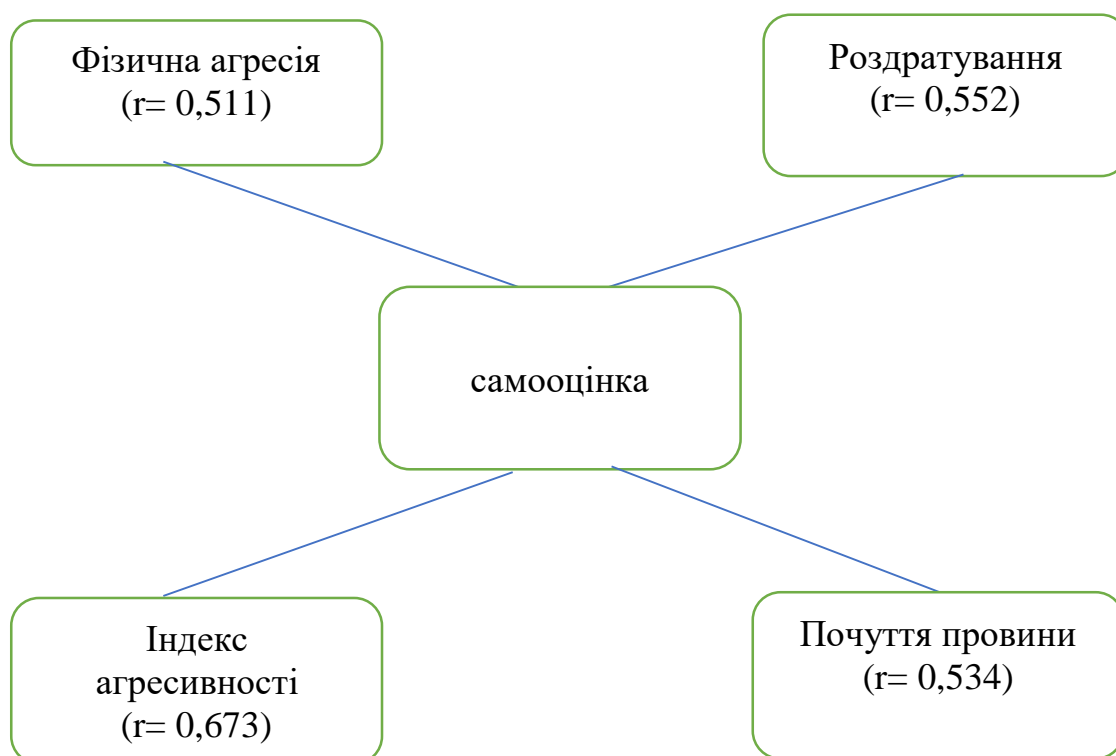 Фізична агресія
(r= 0,511)
Роздратування
(r= 0,552)
самооцінка
Індекс
агресивності
(r= 0,673)
Почуття провини
(r= 0,534)